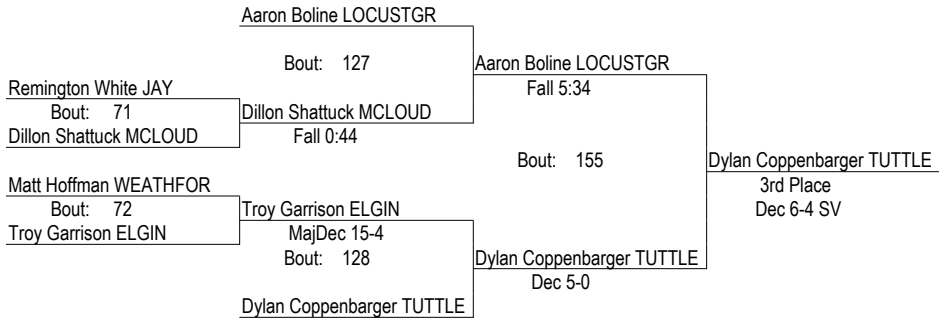 Aaron Boline LOCUSTGR
Bout: 127
Aaron Boline LOCUSTGR
Remington White JAY
Fall 5:34
Bout: 71
Dillon Shattuck MCLOUD
Dillon Shattuck MCLOUD
Fall 0:44
Bout: 155
Dylan Coppenbarger TUTTLE
Matt Hoffman WEATHFOR
3rd Place
Bout: 72
Troy Garrison ELGIN
Dec 6-4 SV
Troy Garrison ELGIN
MajDec 15-4
Bout: 128
Dylan Coppenbarger TUTTLE
Dec 5-0
Dylan Coppenbarger TUTTLE